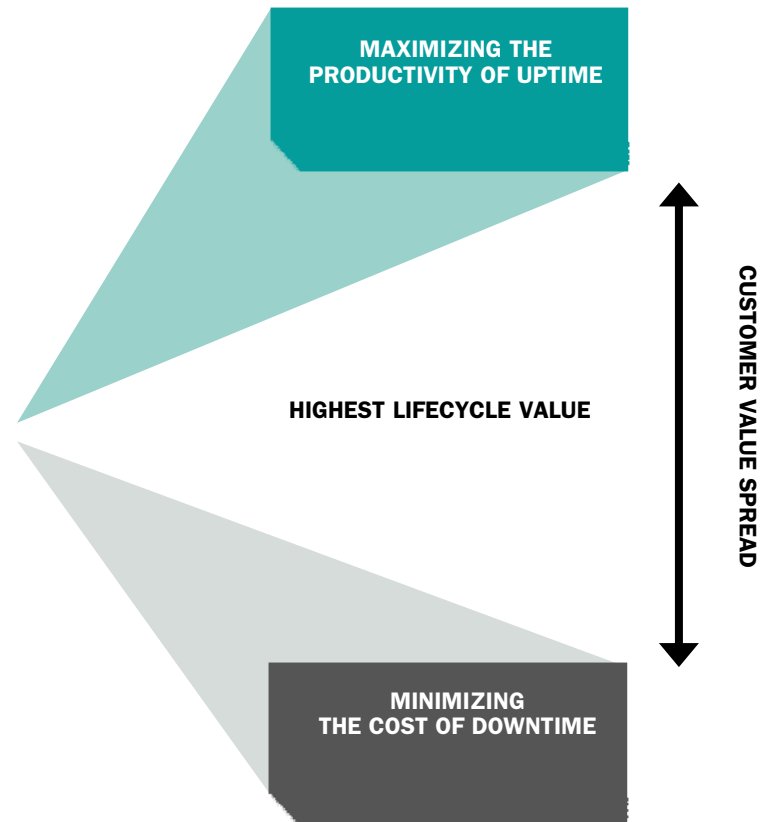 MAXIMIZING THE
PRODUCTIVITY OF UPTIME
CUSTOMER VALUE SPREAD
HIGHEST LIFECYCLE VALUE
MINIMIZING
THE COST OF DOWNTIME